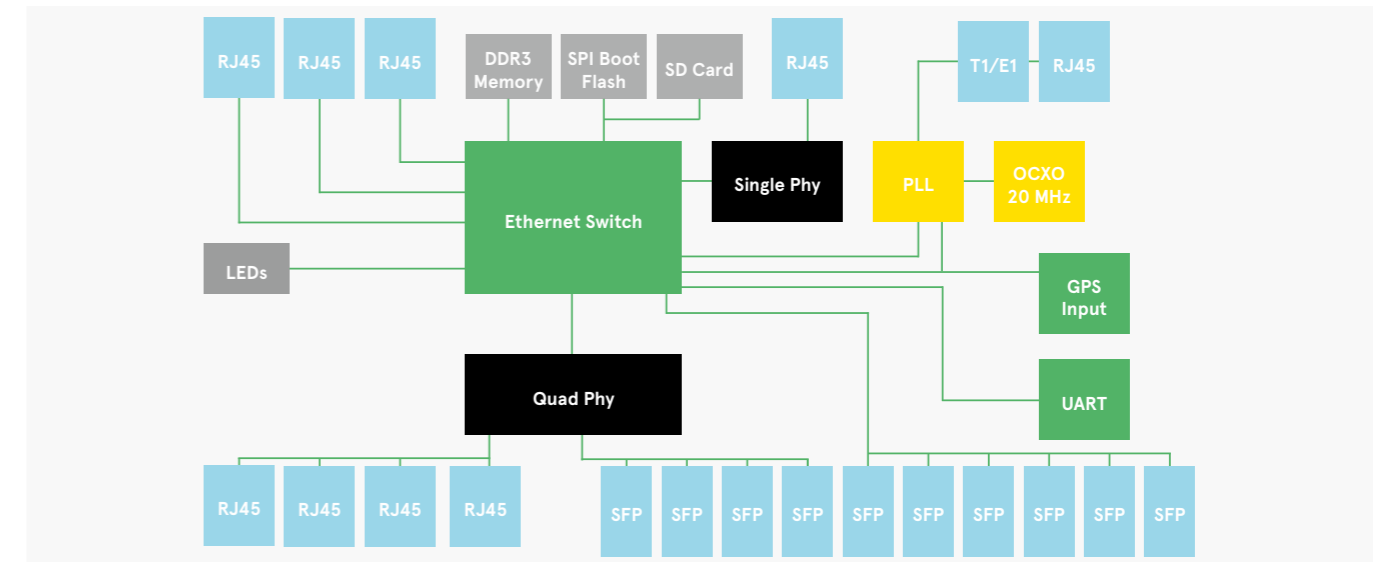 RJ45
RJ45
RJ45
DDR3
Memory
SPI Boot
Flash
SD Card
RJ45
T1/E1
RJ45
Single Phy
PLL
OCXO
20 MHz
Ethernet Switch
LEDs
GPS
Input
Quad Phy
UART
RJ45
RJ45
RJ45
RJ45
SFP
SFP
SFP
SFP
SFP
SFP
SFP
SFP
SFP
SFP